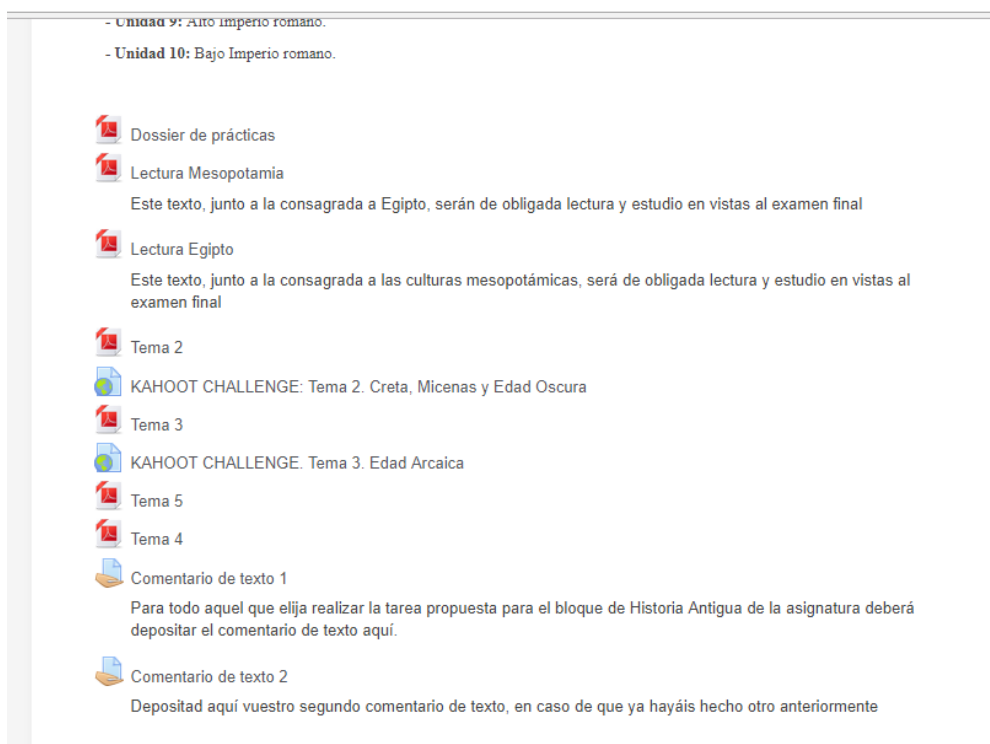 - Unidad 9: Alto Imperio romano.
- Unidad 10: Bajo Imperio romano.
Dossier de prácticas
Lectura Mesopotamia
Este texto, junto a la consagrada a Egipto, serán de obligada lectura y estudio en vistas al examen final
Lectura Egipto
Este texto, junto a la consagrada a las culturas mesopotámicas, será de obligada lectura y estudio en vistas al
examen final
Tema 2
KAHOOT CHALLENGE: Tema 2. Creta, Micenas y Edad Oscura
Tema 3
KAHOOT CHALLENGE. Tema 3. Edad Arcaica
Tema 5
Tema 4
Comentario de texto 1
Para todo aquel que elija realizar la tarea propuesta para el bloque de Historia Antigua de la asignatura deberá
depositar el comentario de texto aquí.
Comentario de texto 2
Depositad aquí vuestro segundo comentario de texto, en caso de que ya hayáis hecho otro anteriormente